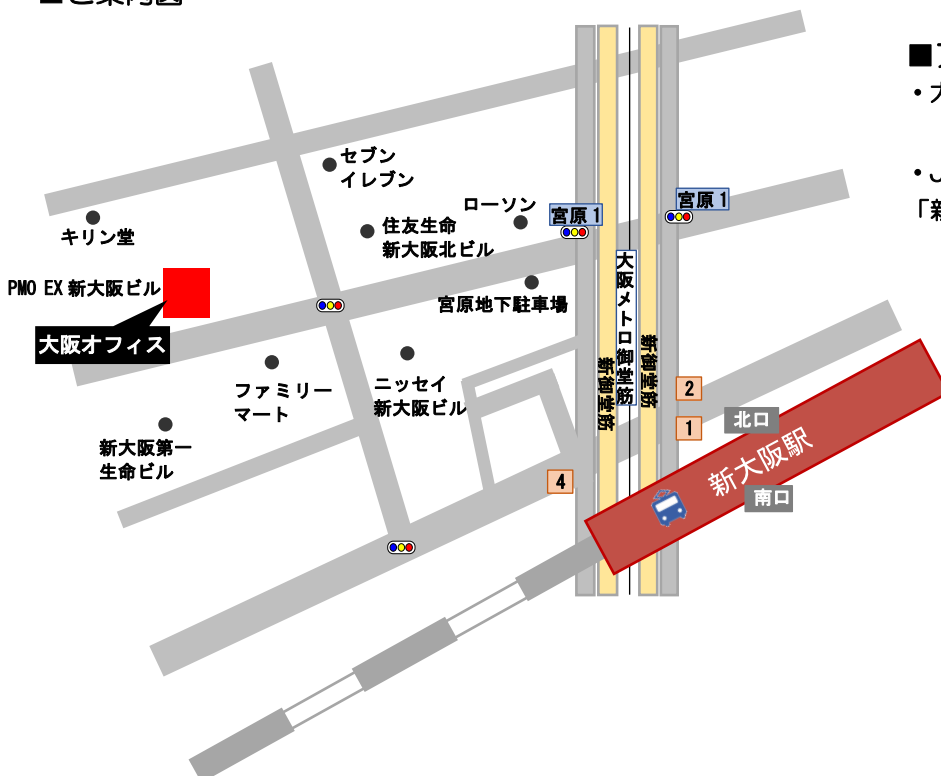 ■ご案内図
セブン
イレブン
キリン堂
住友生命
新大阪北ビル
ローソン
宮原1
宮原1
PMO EX 新大阪ビル
大阪オフィス
宮原地下駐車場
大阪メトロ御堂筋
新御堂筋
新御堂筋
ファミリー
マート
ニッセイ
新大阪ビル
新大阪第一
生命ビル
2
1
4
北口
新大阪駅
南口
■
・大
・J
「新